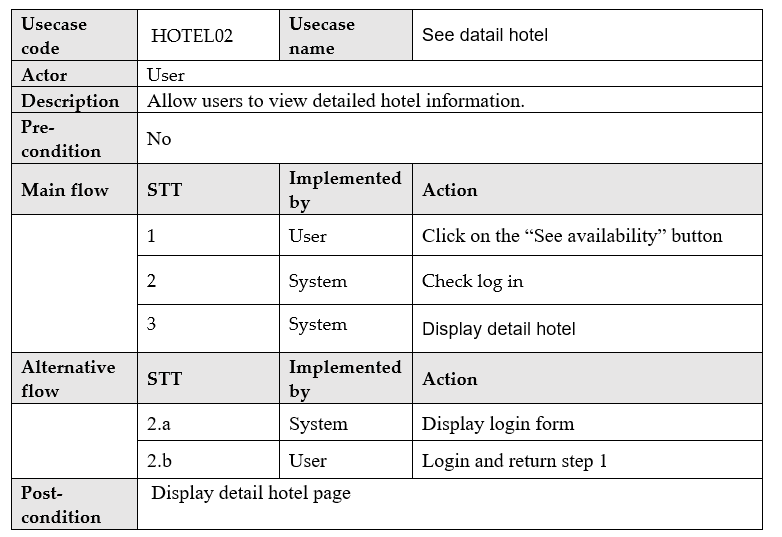 Usecase code HOTEL02 Usecase name See datail hotel
Actor User
Description Allow users to view detailed hotel information.
Pre-condition No
Main flow STT Implemented by Action
1 User Click on the “See availability” button
2 System Check log in
3 System Display detail hotel
Alternative flow STT Implemented by Action
2.a System Display login form
2.b User Login and return step 1
Post-condition Display detail hotel page